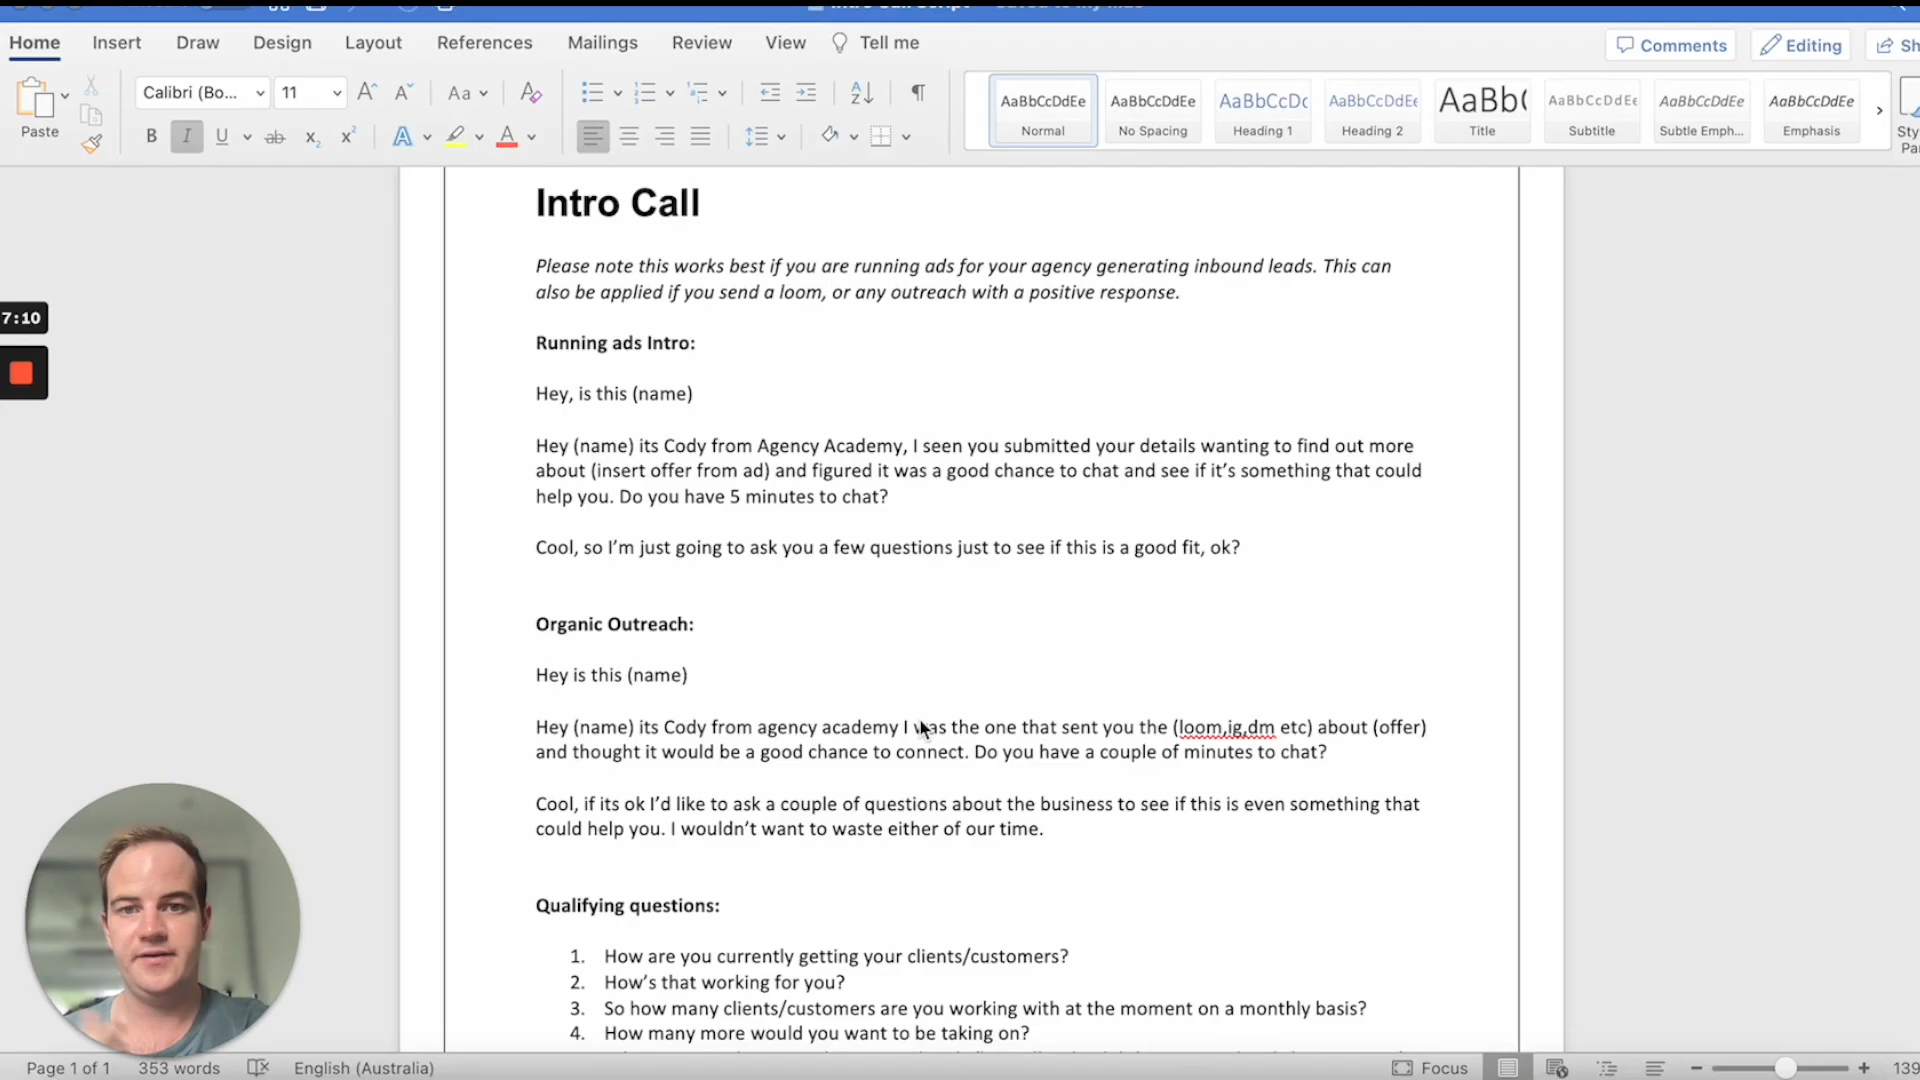 Intro Call Script
Home Insert Draw Design Layout References Mailings Review View Tell me Comments Editing Sh
Calibri (Bo... 11
Paste
AaBbCcDdEe AaBbCcDdEe AaBbCcDc AaBbCcDdEe AaBb( AaBbCcDdEe AaBbCcDdEe AaBbCcDdEe
Normal No Spacing Heading 1 Heading 2 Title Subtitle Subtle Emph... Emphasis
Intro Call
Please note this works best if you are running ads for your agency generating inbound leads. This can
also be applied if you send a loom, or any outreach with a positive response.
7:10
Running ads Intro:
Hey, is this (name)
Hey (name) its Cody from Agency Academy, I seen you submitted your details wanting to find out more
about (insert offer from ad) and figured it was a good chance to chat and see if it’s something that could
help you. Do you have 5 minutes to chat?
Cool, so I’m just going to ask you a few questions just to see if this is a good fit, ok?
Organic Outreach:
Hey is this (name)
Hey (name) its Cody from agency academy I was the one that sent you the (loom,ig,dm etc) about (offer)
and thought it would be a good chance to connect. Do you have a couple of minutes to chat?
Cool, if its ok I’d like to ask a couple of questions about the business to see if this is even something that
could help you. I wouldn’t want to waste either of our time.
Qualifying questions:
1. How are you currently getting your clients/customers?
2. How’s that working for you?
3. So how many clients/customers are you working with at the moment on a monthly basis?
4. How many more would you want to be taking on?
Page 1 of 1 353 words English (Australia) Focus 139